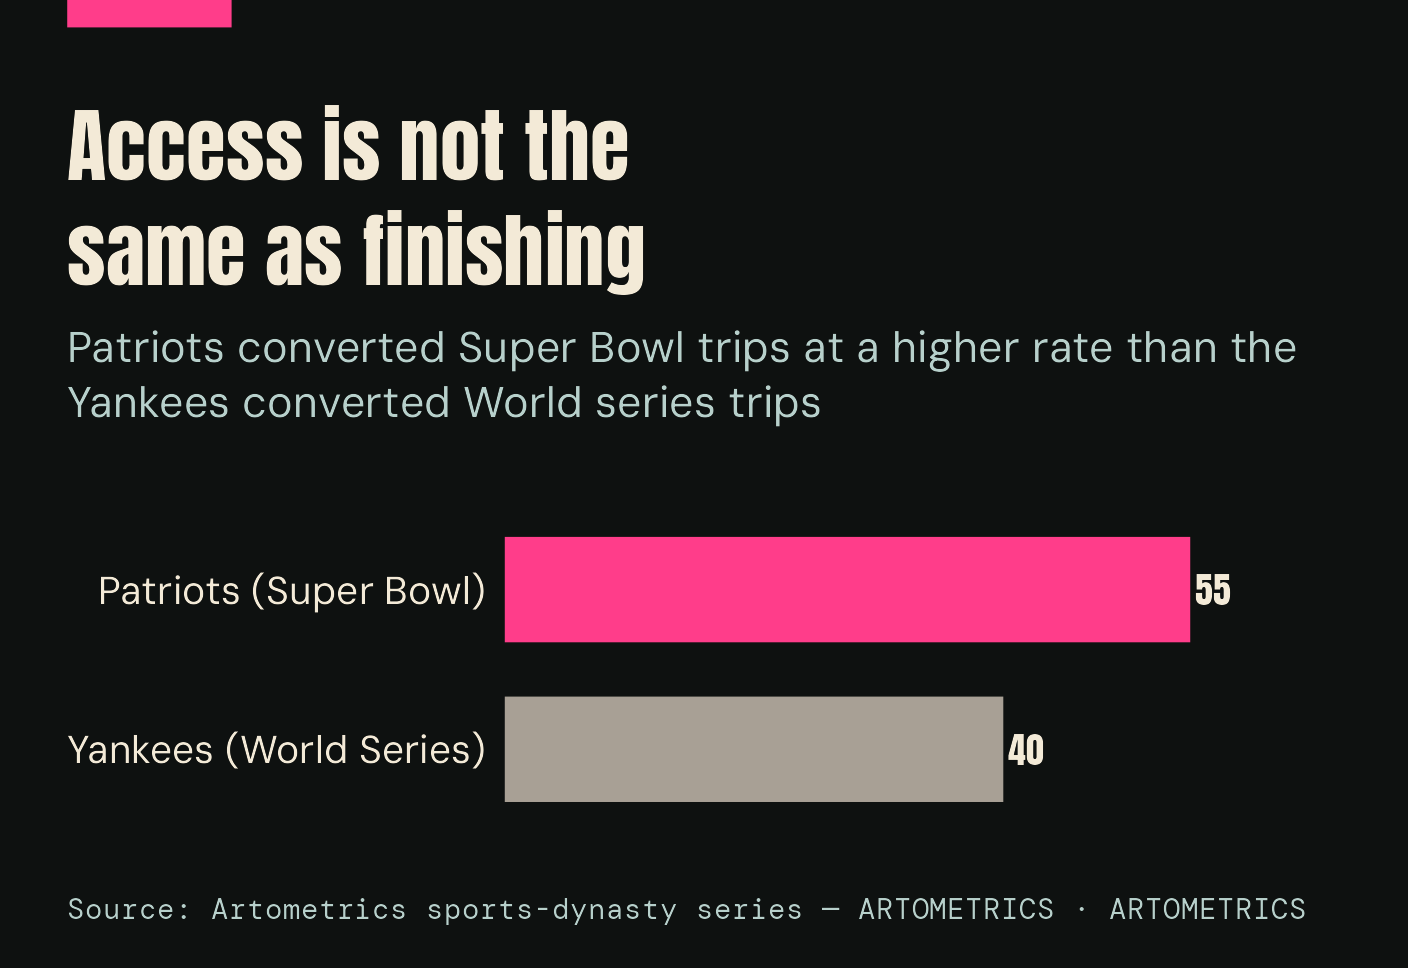 Access is not the
same as finishing
Patriots converted Super Bowl trips at a higher rate than the
Yankees converted World series trips
Patriots (Super Bowl) 55
Yankees (World Series) 40
Source: Artometrics sports-dynasty series — ARTOMETRICS · ARTOMETRICS